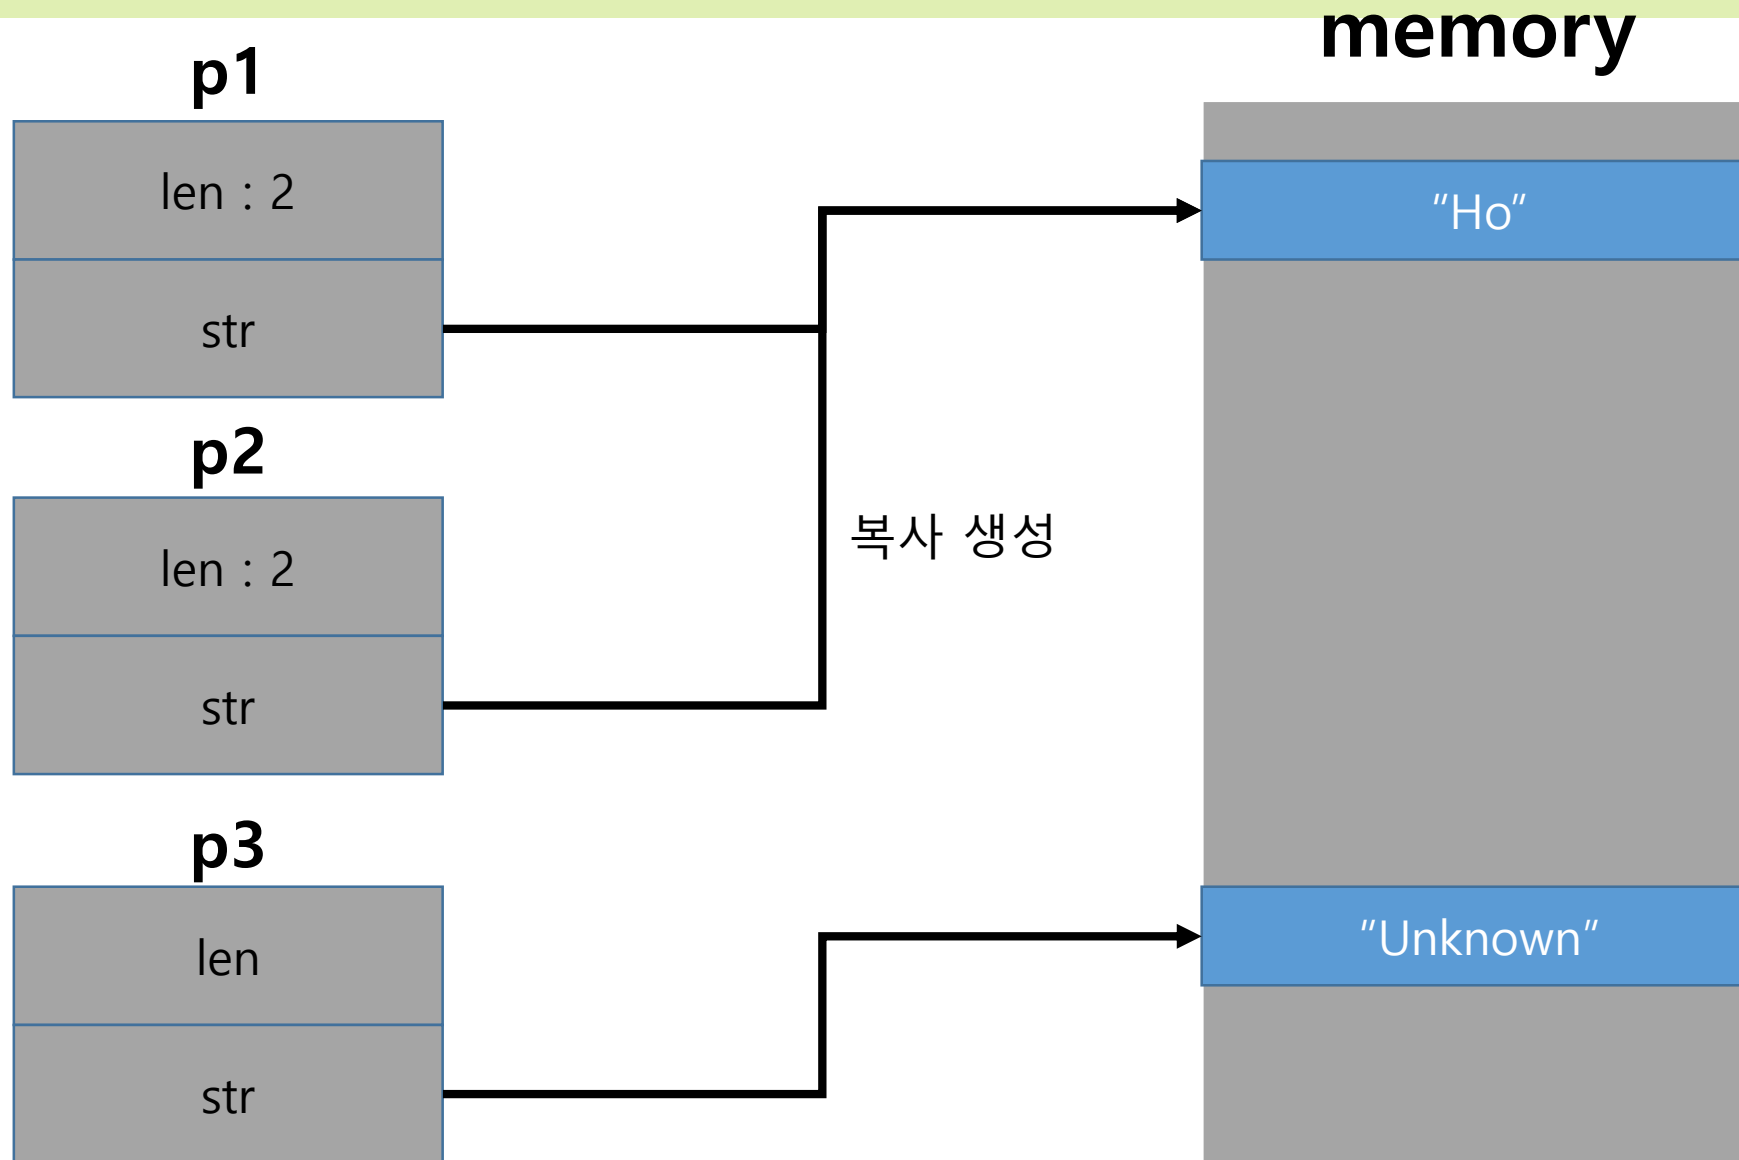 memory
p1
len : 2
str
"Ho"
p2
len : 2
str
복사 생성
p3
len
str
"Unknown"